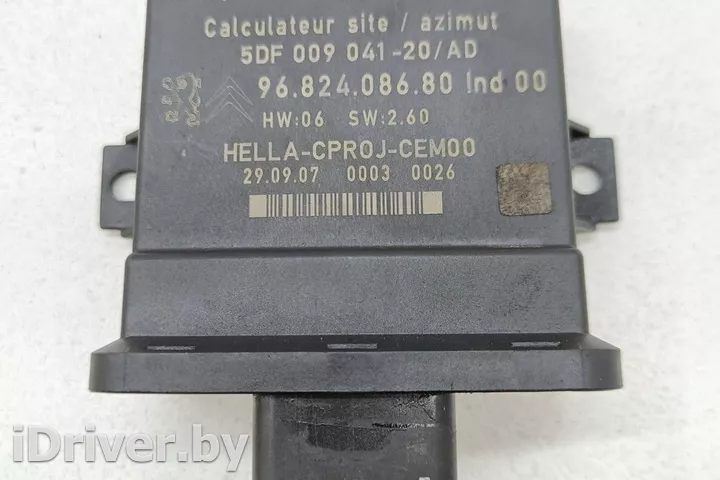 Calculateur site / azimut
5DF 009 041-20/AD
96.824.086.80 Ind 00
HW:06 SW:2.60
HELLA-CPROJ-CEM00
29.09.07 0003 0026
iDriver.by